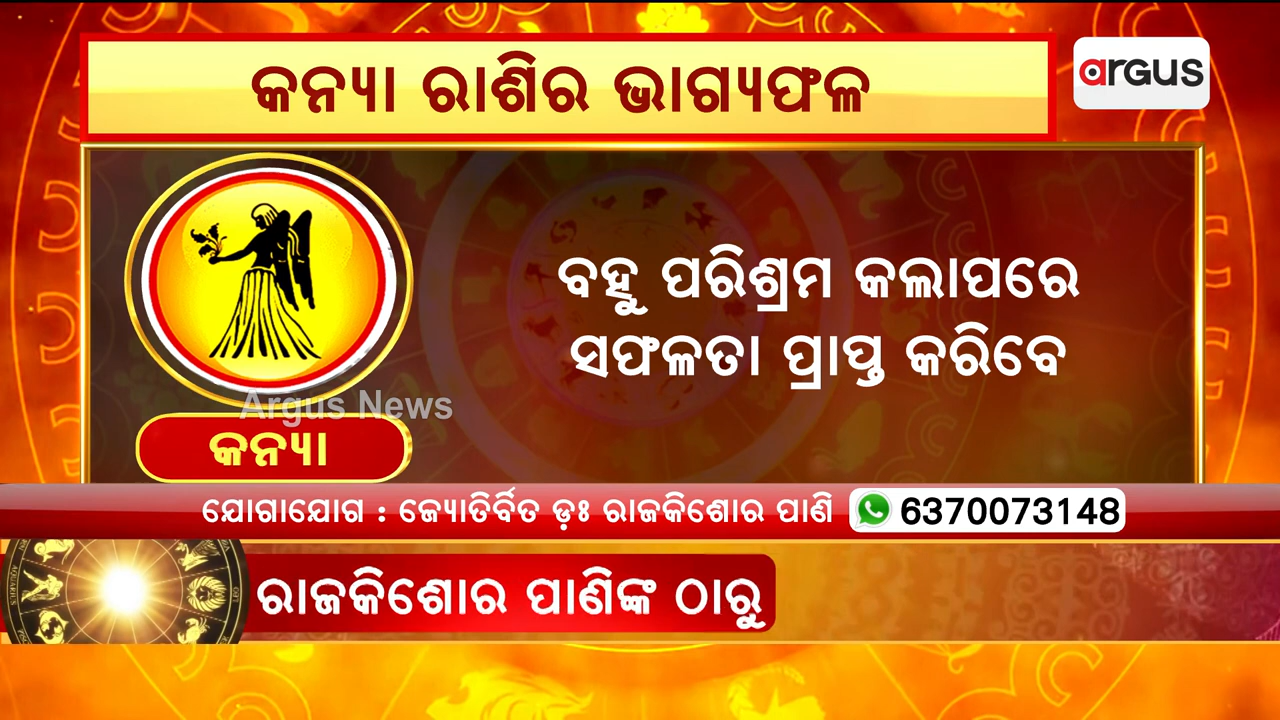 କନ୍ୟା ରାଶିର ଭାଗ୍ୟଫଳ
argus
ବହୁ ପରିଶ୍ରମ କଲାପରେ
ସଫଳତା ପ୍ରାପ୍ତ କରିବେ
Argus News
କନ୍ୟା
ଯୋଗାଯୋଗ : ଜ୍ୟୋତିର୍ବିତ ଡ଼ଃ ରାଜକିଶୋର ପାଣି 6370073148
ରାଜକିଶୋର ପାଣିଙ୍କ ଠାରୁ